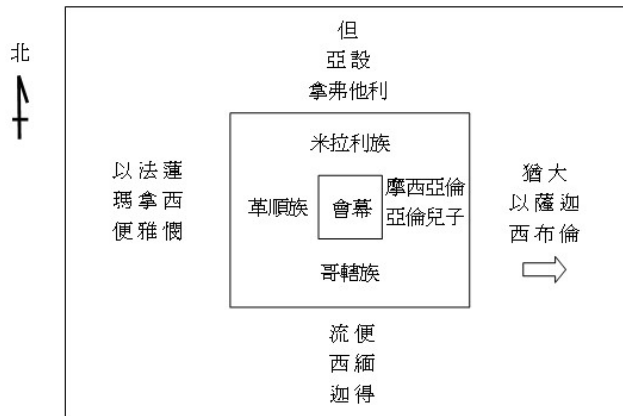 北
但
亞設
拿弗他利
米拉利族
以法蓮
瑪拿西
便雅憫
革順族
會幕
摩西亞倫
亞倫兒子
猶大
以薩迦
西布倫
哥轄族
流便
西緬
迦得